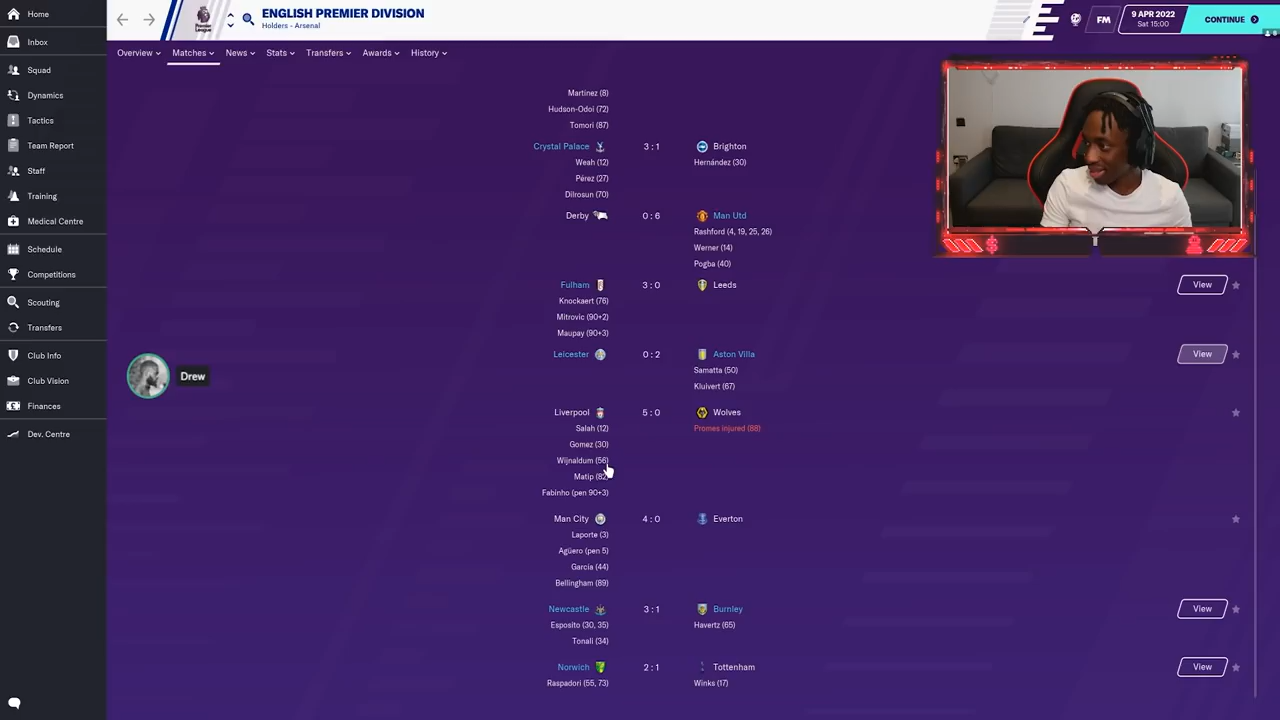 Home
Inbox
Squad
Dynamics
Tactics
Team Report
Staff
Training
Medical Centre
Schedule
Competitions
Scouting
Transfers
Club Info
Club Vision
Finances
Dev.Centre
ENGLISH PREMIER DIVISION
Holders - Arsenal
FM
9 APR 2022
Sat 15:00
CONTINUE
Overview
Matches
News
Stats
Transfers
Awards
History
Martínez (8)
Hudson-Odoi (72)
Tomori (87)
Crystal Palace 3 : 1 Brighton
Weah (12) Hernández (30)
Pérez (27)
Dilrosun (70)
Derby 0 : 6 Man Utd
Rashford (4, 19, 25, 26)
Werner (14)
Pogba (40)
Fulham 3 : 0 Leeds View
Knockaert (76)
Mitrovic (90+2)
Maupay (90+3)
Leicester 0 : 2 Aston Villa View
Samatta (50)
Kluivert (67)
Drew
Liverpool 5 : 0 Wolves
Salah (12) Promes injured (88)
Gomez (30)
Wijnaldum (56)
Matip (82)
Fabinho (pen 90+3)
Man City 4 : 0 Everton
Laporte (3)
Agüero (pen 5)
García (44)
Bellingham (89)
Newcastle 3 : 1 Burnley View
Esposito (30, 35) Havertz (65)
Tonali (34)
Norwich 2 : 1 Tottenham View
Raspadori (55, 73) Winks (17)